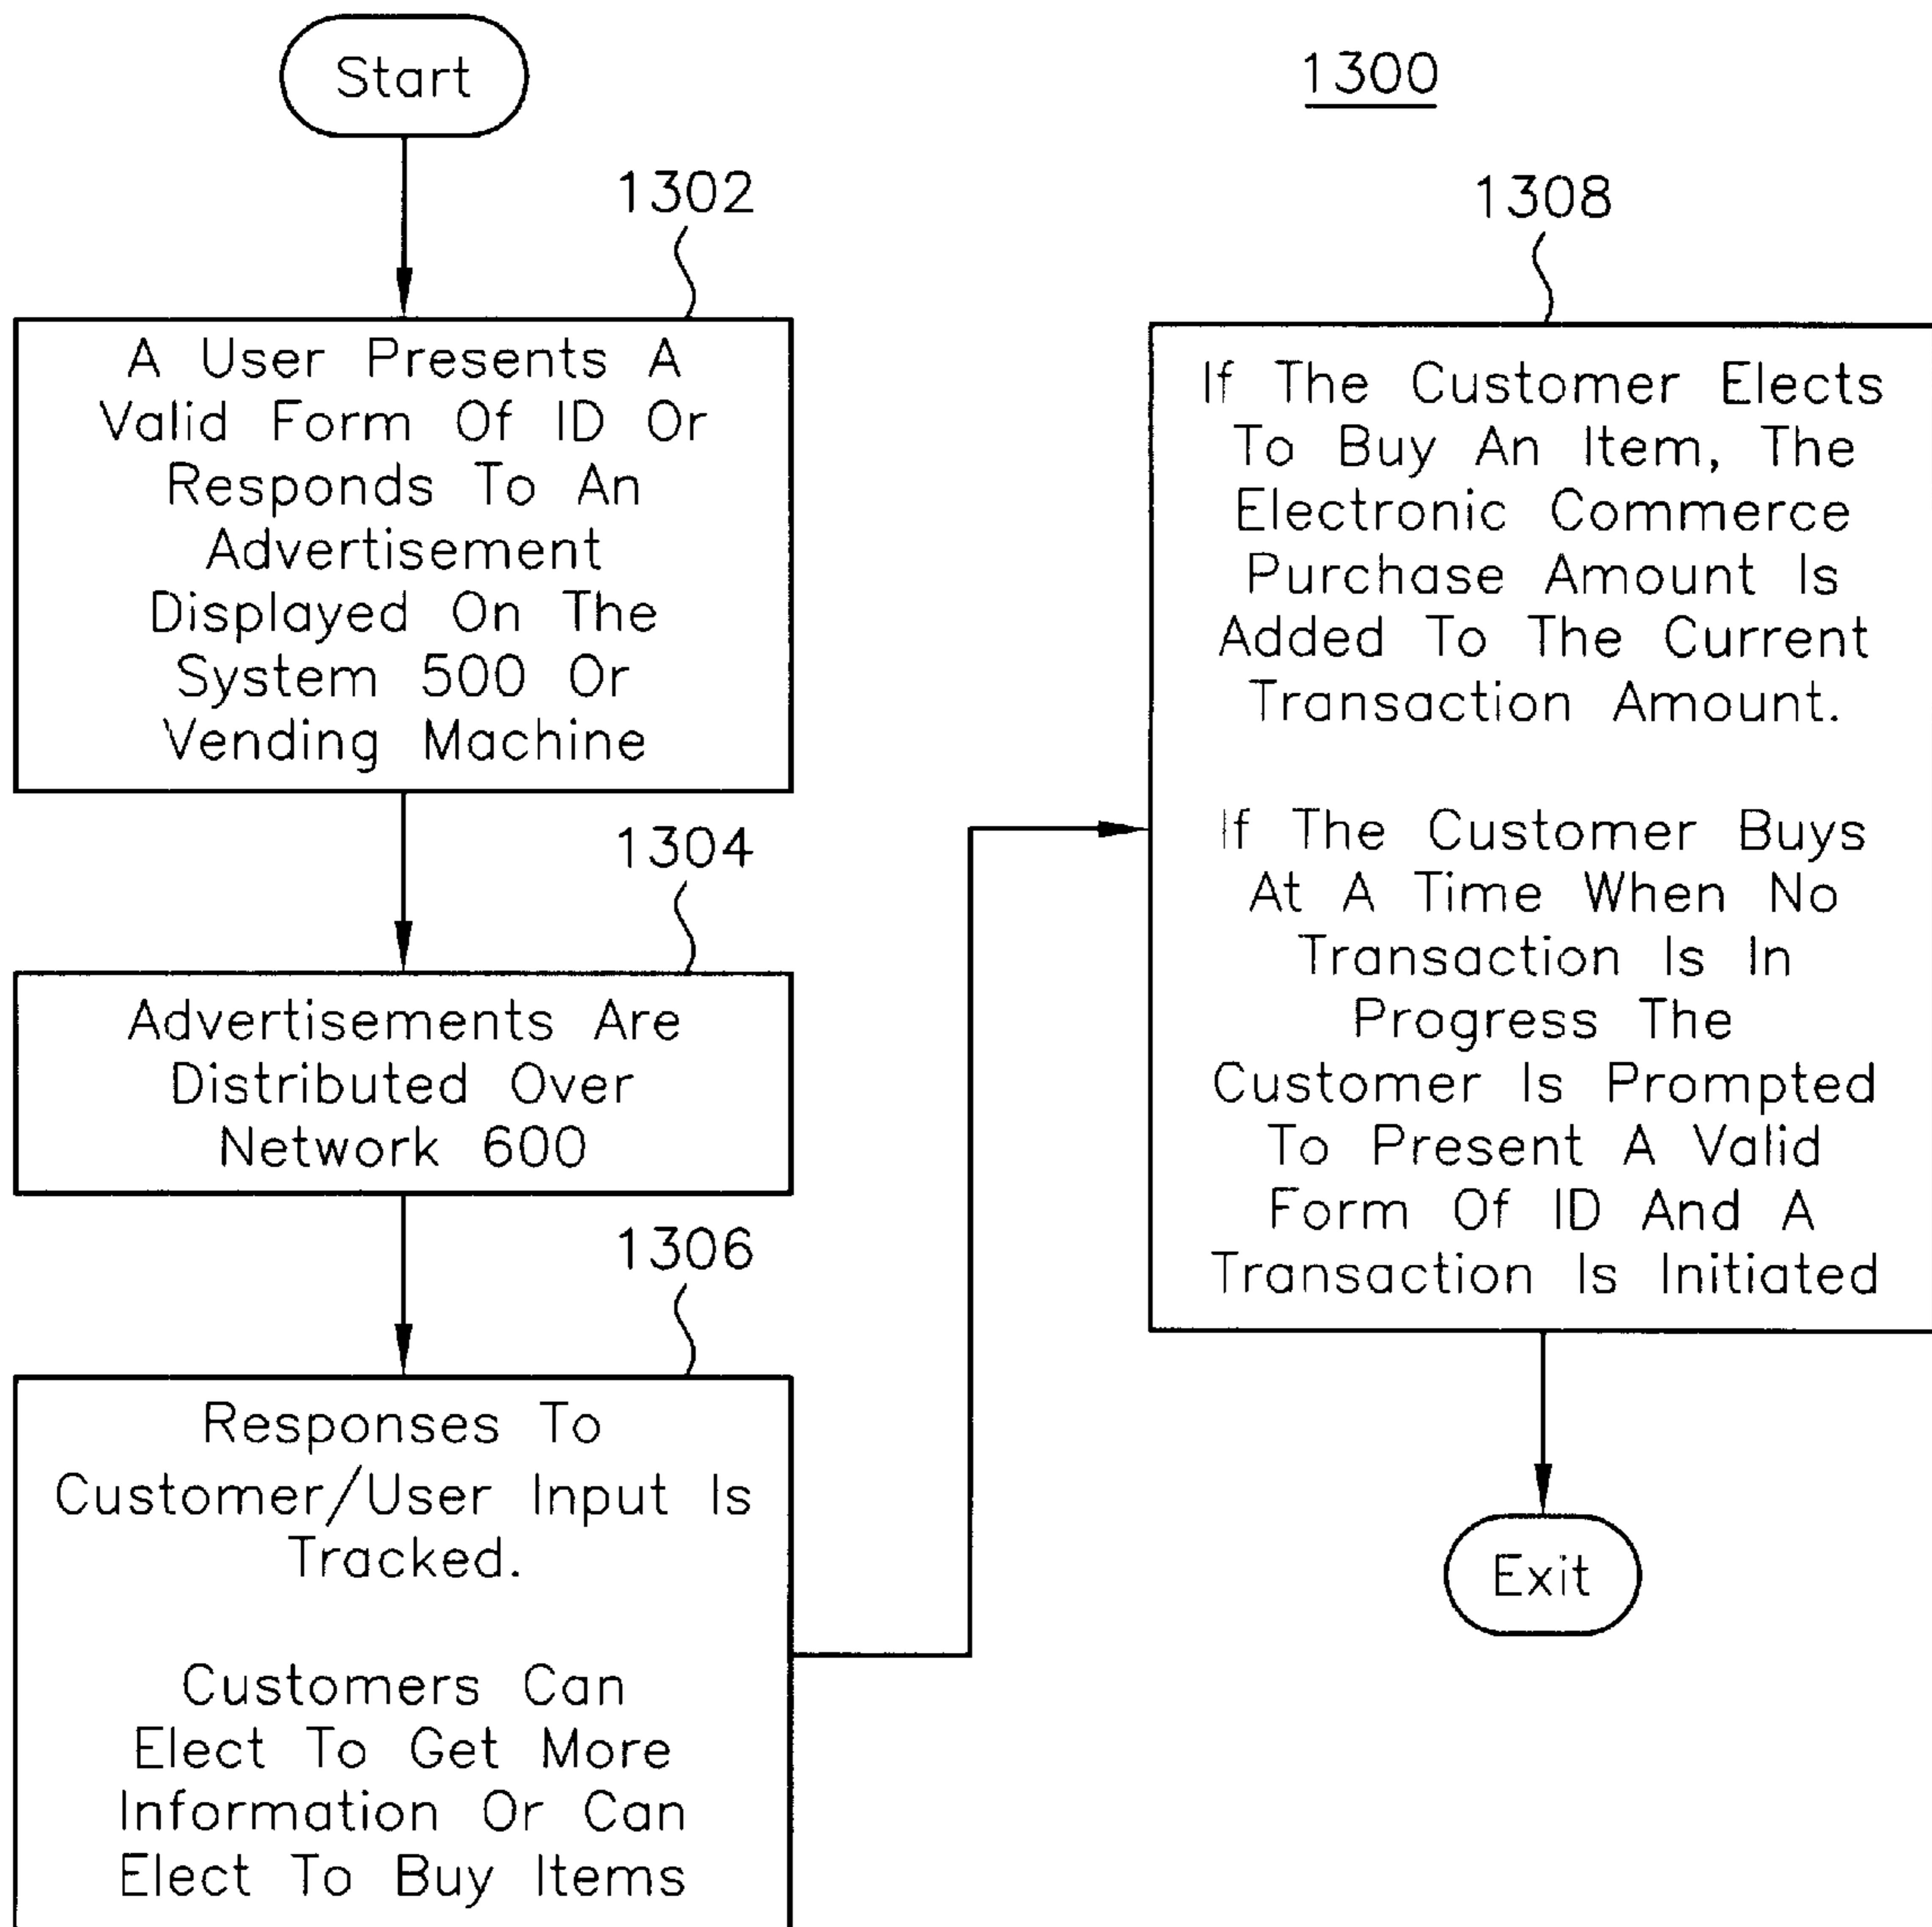 Start
1300
1302
A User Presents A
Valid Form Of ID Or
Responds To An
Advertisement
Displayed On The
System 500 Or
Vending Machine
1304
Advertisements Are
Distributed Over
Network 600
1306
Responses To
Customer/User Input Is
Tracked.
Customers Can
Elect To Get More
Information Or Can
Elect To Buy Items
1308
If The Customer Elects
To Buy An Item, The
Electronic Commerce
Purchase Amount Is
Added To The Current
Transaction Amount.
If The Customer Buys
At A Time When No
Transaction Is In
Progress The
Customer Is Prompted
To Present A Valid
Form Of ID And A
Transaction Is Initiated
Exit